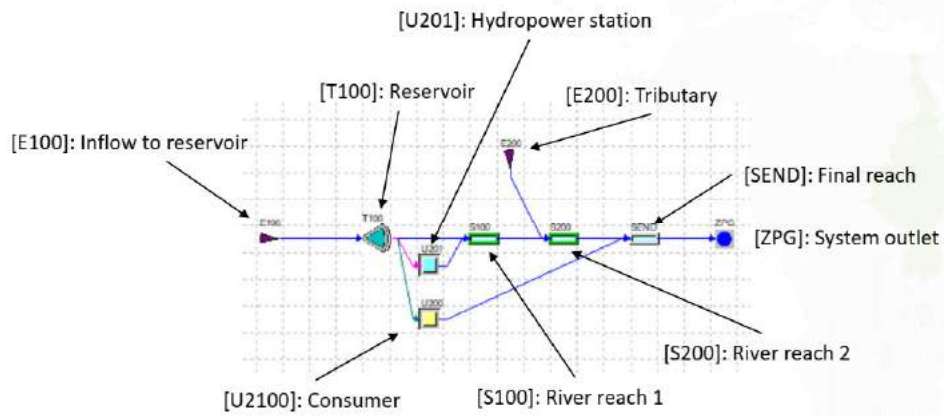 [U201]: Hydropower station
[T100]: Reservoir
[E200]: Tributary
[E100]: Inflow to reservoir
E200
[SEND]: Final reach
E100
T100
S100
S200
SEND
ZPG
[ZPG]: System outlet
U201
U200
[S200]: River reach 2
[U2100]: Consumer
[S100]: River reach 1